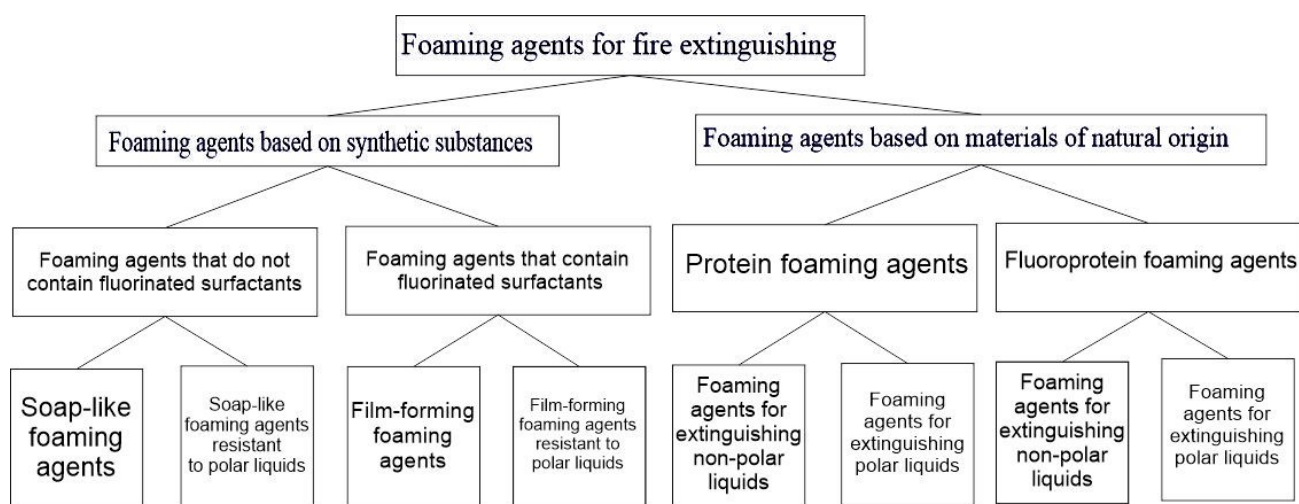 Foaming agents for fire extinguishing
Foaming agents based on synthetic substances
Foaming agents based on materials of natural origin
Foaming agents that do not
contain fluorinated surfactants
Foaming agents that contain
fluorinated surfactants
Protein foaming agents
Fluoroprotein foaming agents
Soap-like
foaming
agents
Soap-like
foaming agents
resistant
to polar liquids
Film-forming
foaming
agents
Film-forming
foaming agents
resistant to
polar liquids
Foaming
agents for
extinguishing
non-polar
liquids
Foaming
agents for
extinguishing
polar liquids
Foaming
agents for
extinguishing
non-polar
liquids
Foaming
agents for
extinguishing
polar liquids